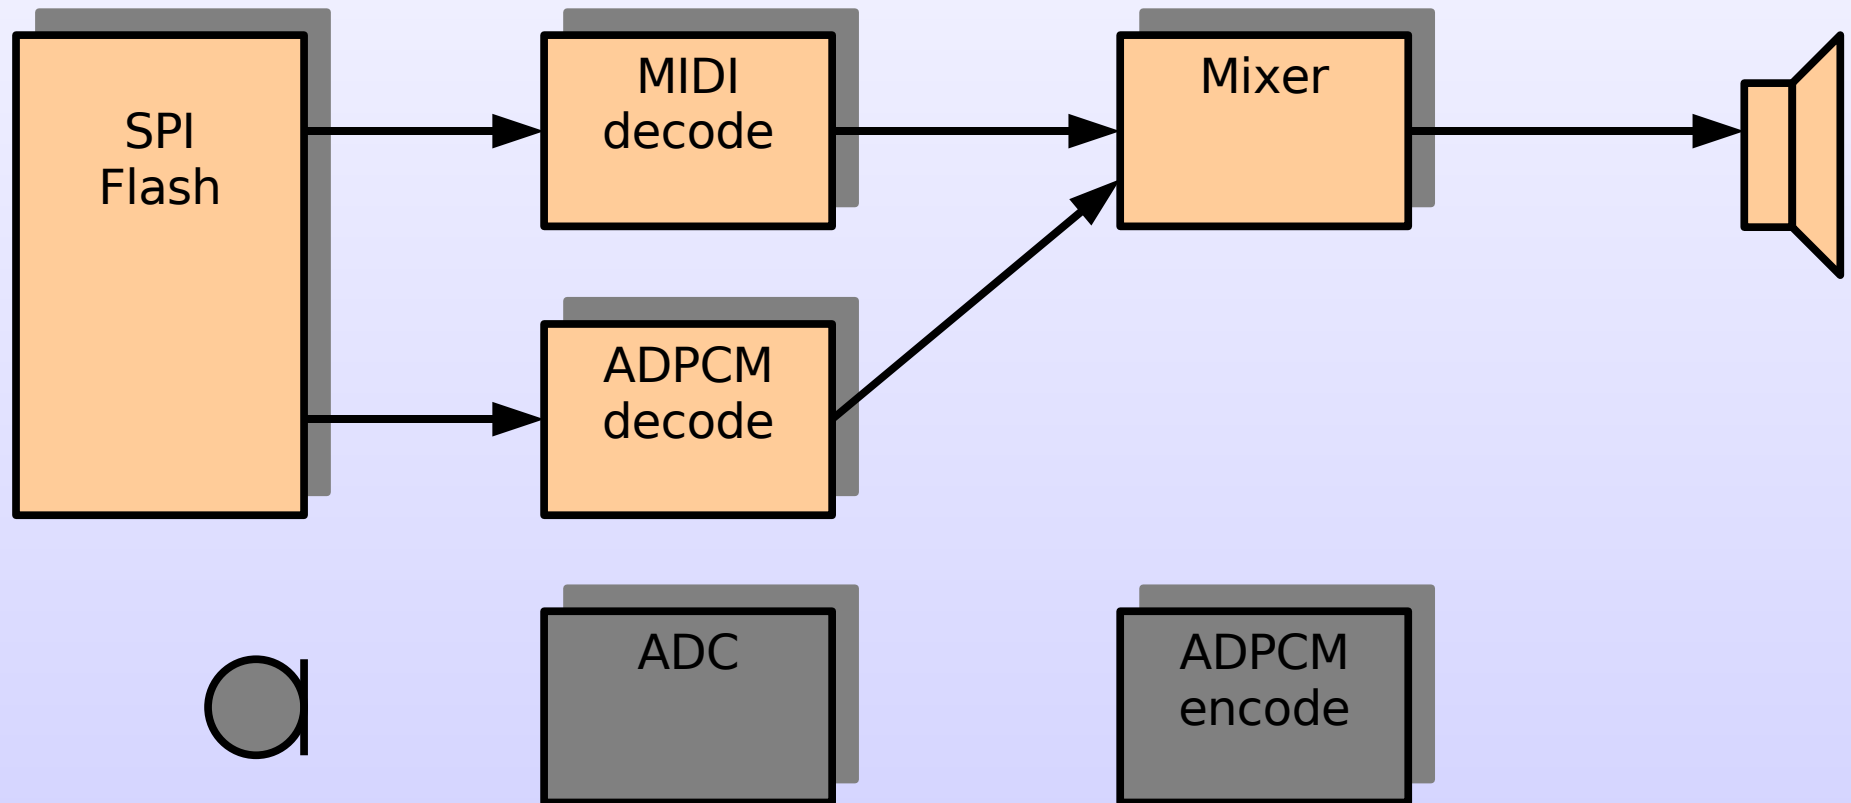 SPI
Flash
MIDI
decode
Mixer
ADPCM
decode
ADC
ADPCM
encode